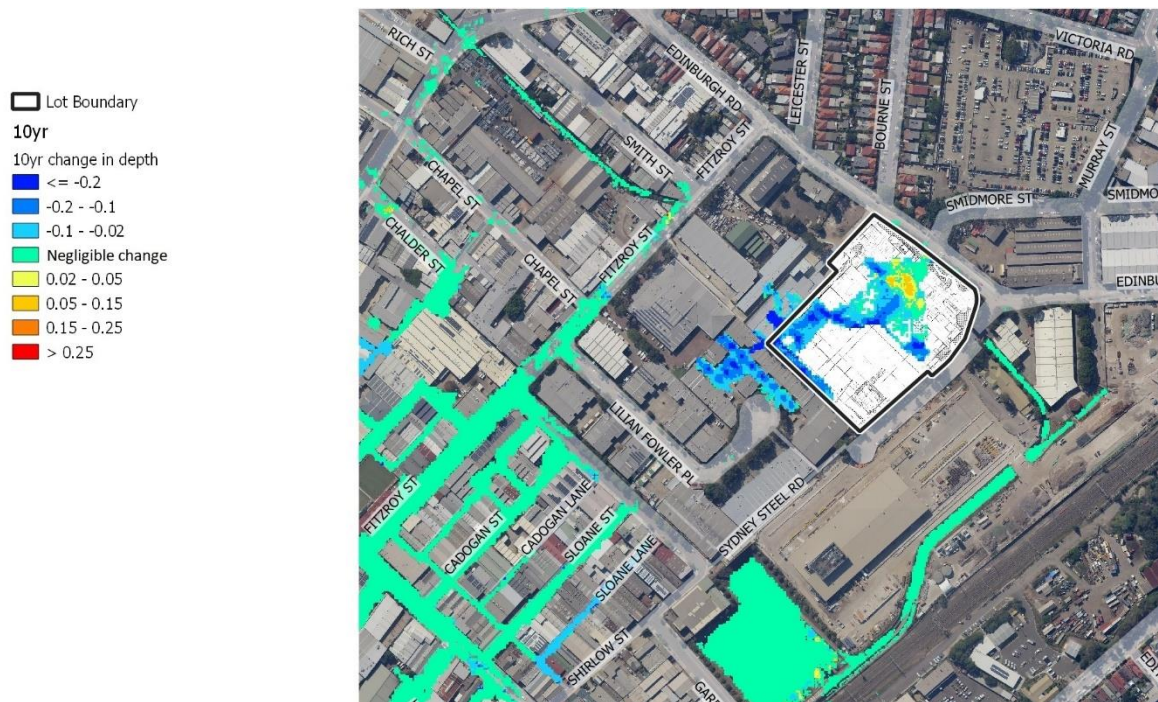 Lot Boundary
10yr
10yr change in depth
<= -0.2
-0.2 - -0.1
-0.1 - -0.02
Negligible change
0.02 - 0.05
0.05 - 0.15
0.15 - 0.25
> 0.25
RICH ST
EDINBURGH RD
LEICESTER ST
BOURNE ST
VICTORIA RD
MURRAY ST
SMITH ST
FITZROY ST
CHAPEL ST
SMIDMORE ST
SMIDMO
CHALDER ST
CHAPEL ST
FITZROY ST
EDINBU
LILIAN FOWLER PL
FITZROY ST
CADOGAN ST
CADOGAN LANE
SLOANE ST
SYDNEY STEEL RD
SLOANE LANE
SHIRLOW ST
GAR
EDI